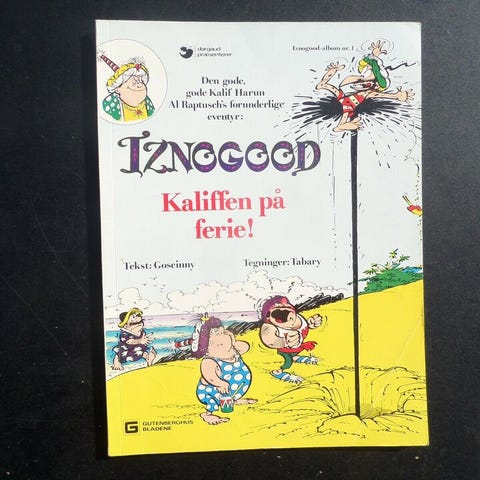 dargaud
præsenterer
Iznogood-album nr. 1
Den gode,
gode Kalif Harun
Al Raptusch's forunderlige
eventyr:
IZNOGOOD
Kaliffen på
ferie!
Tekst: Goscinny
Tegninger: Tabary
G GUTENBERGHUS
BLADENE